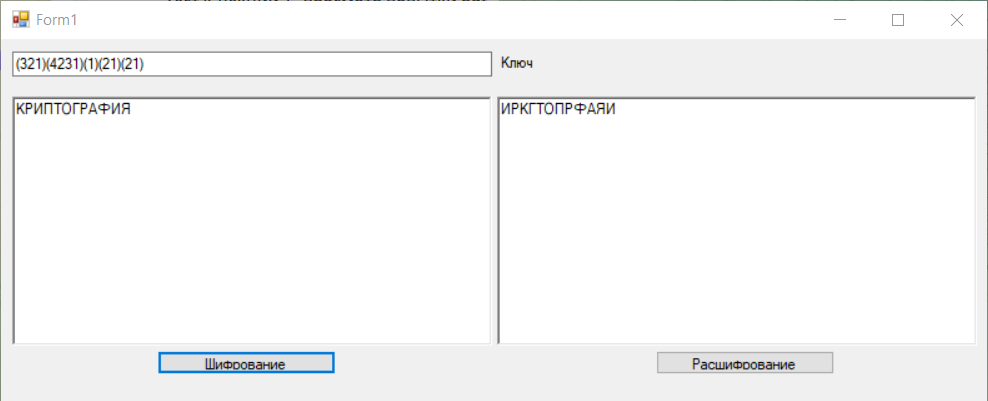 Form1
(321)(4231)(1)(21)(21)
Ключ
КРИПТОГРАФИЯ
ИРКГТОПРФАЯИ
Шифрование
Расшифрование